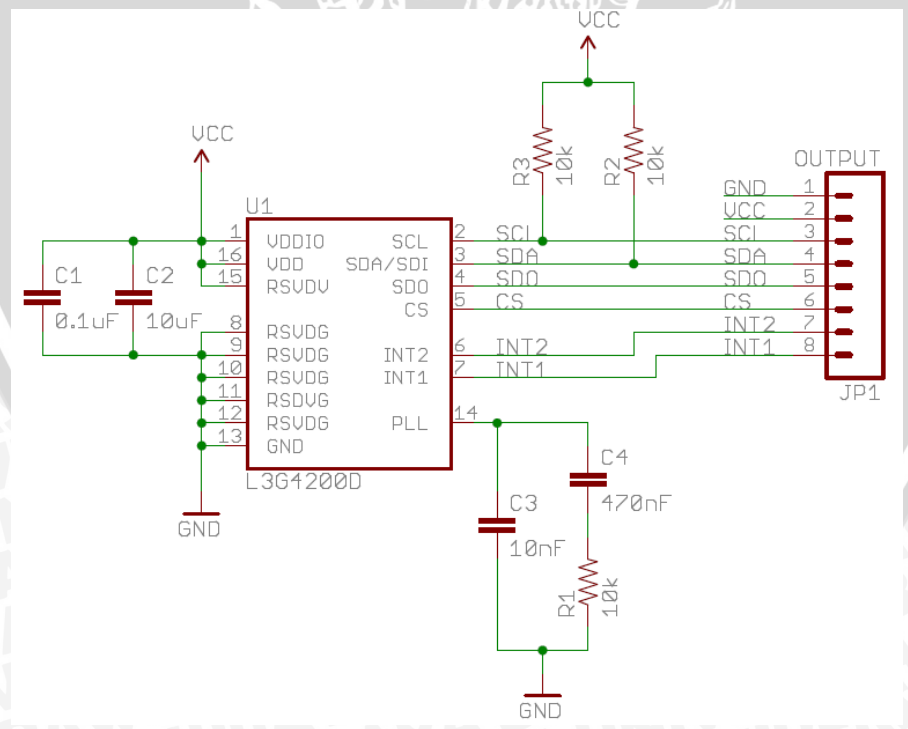 VCC
VCC
R3
10k
R2
10k
OUTPUT
GND 1
VCC 2
SCL 3
SDA 4
SDO 5
CS 6
INT2 7
INT1 8
JP1
U1
1 VDDIO
16 VDD
15 RSVDV
8 RSVDG
9 RSVDG
10 RSVDG
11 RSDVG
12 RSVDG
13 GND
SCL 2 SCL
SDA/SDI 3 SDA
SDO 4 SDO
CS 5 CS
INT2 6 INT2
INT1 7 INT1
PLL 14
L3G4200D
C1
0.1uF
C2
10uF
GND
C3
10nF
C4
470nF
R1
10k
GND